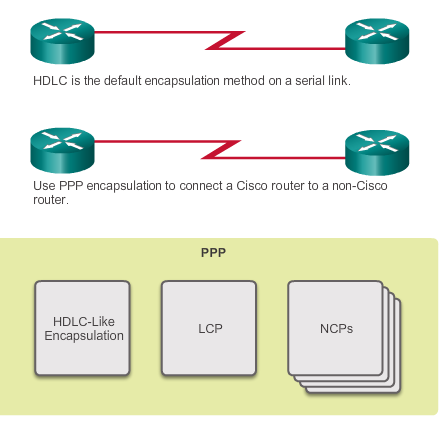 HDLC is the default encapsulation method on a serial link.
Use PPP encapsulation to connect a Cisco router to a non-Cisco
router.
PPP
HDLC-Like
Encapsulation
LCP
NCPs